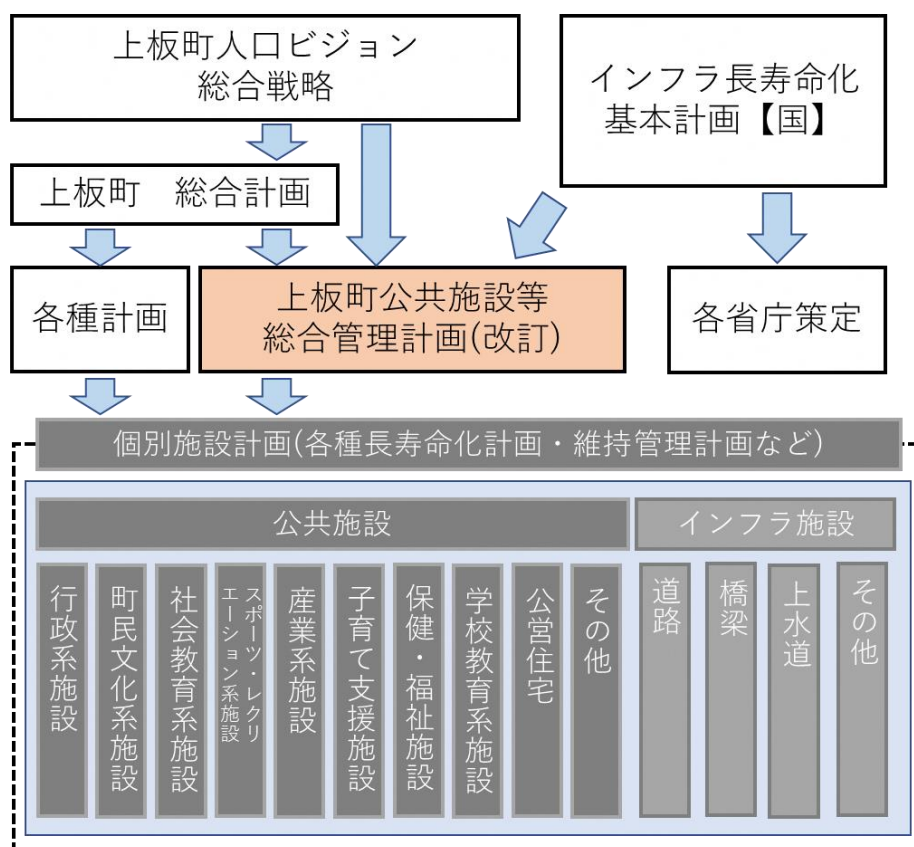 上板町人口ビジョン
総合戦略
インフラ長寿命化
基本計画【国】
上板町　総合計画
各種計画
上板町公共施設等
総合管理計画(改訂)
各省庁策定
個別施設計画(各種長寿命化計画・維持管理計画など)
公共施設
インフラ施設
行政系施設
町民文化系施設
社会教育系施設
スポーツ・レクリ
エーション系施設
産業系施設
子育て支援施設
保健・福祉施設
学校教育系施設
公営住宅
その他
道路
橋梁
上水道
その他